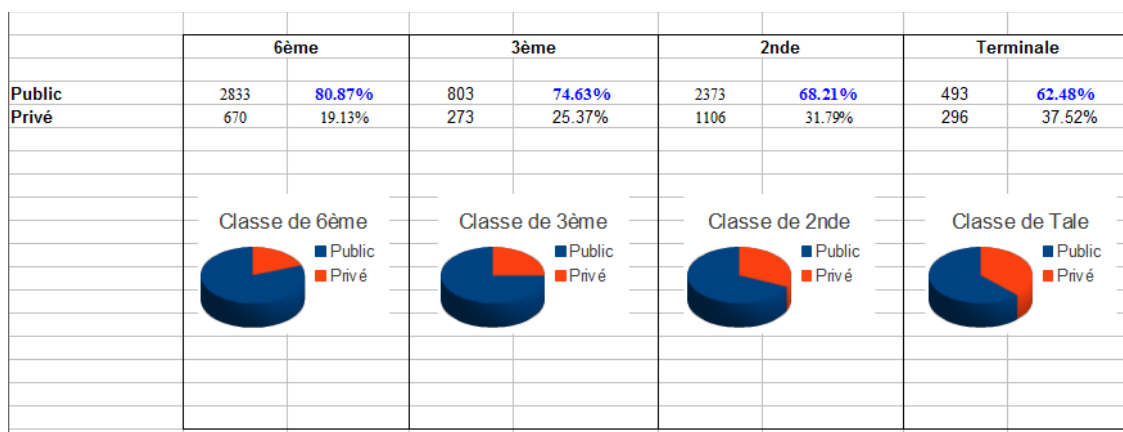 6ème 3ème 2nde Terminale
Public 2833 80.87% 803 74.63% 2373 68.21% 493 62.48%
Privé 670 19.13% 273 25.37% 1106 31.79% 296 37.52%
Classe de 6ème Classe de 3ème Classe de 2nde Classe de Tale
Public Public Public Public
Privé Privé Privé Privé